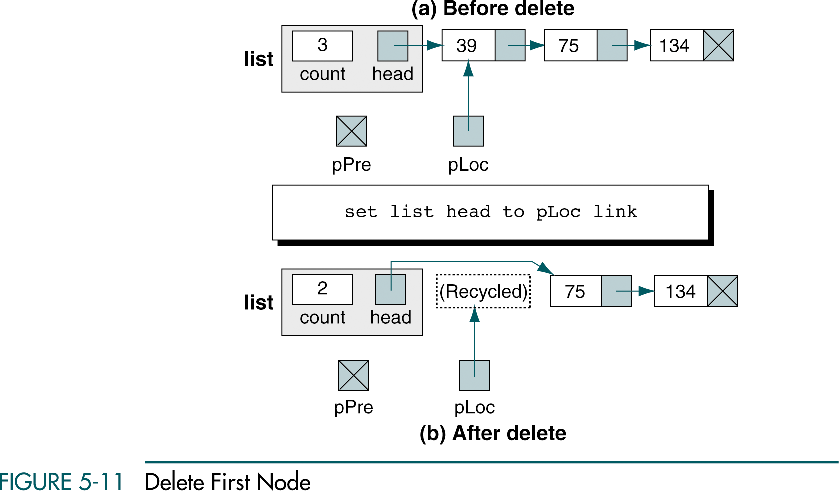 (a) Before delete
list 3 39 75 134
count head
pPre pLoc
set list head to pLoc link
list 2 (Recycled) 75 134
count head
pPre pLoc
(b) After delete
FIGURE 5-11 Delete First Node